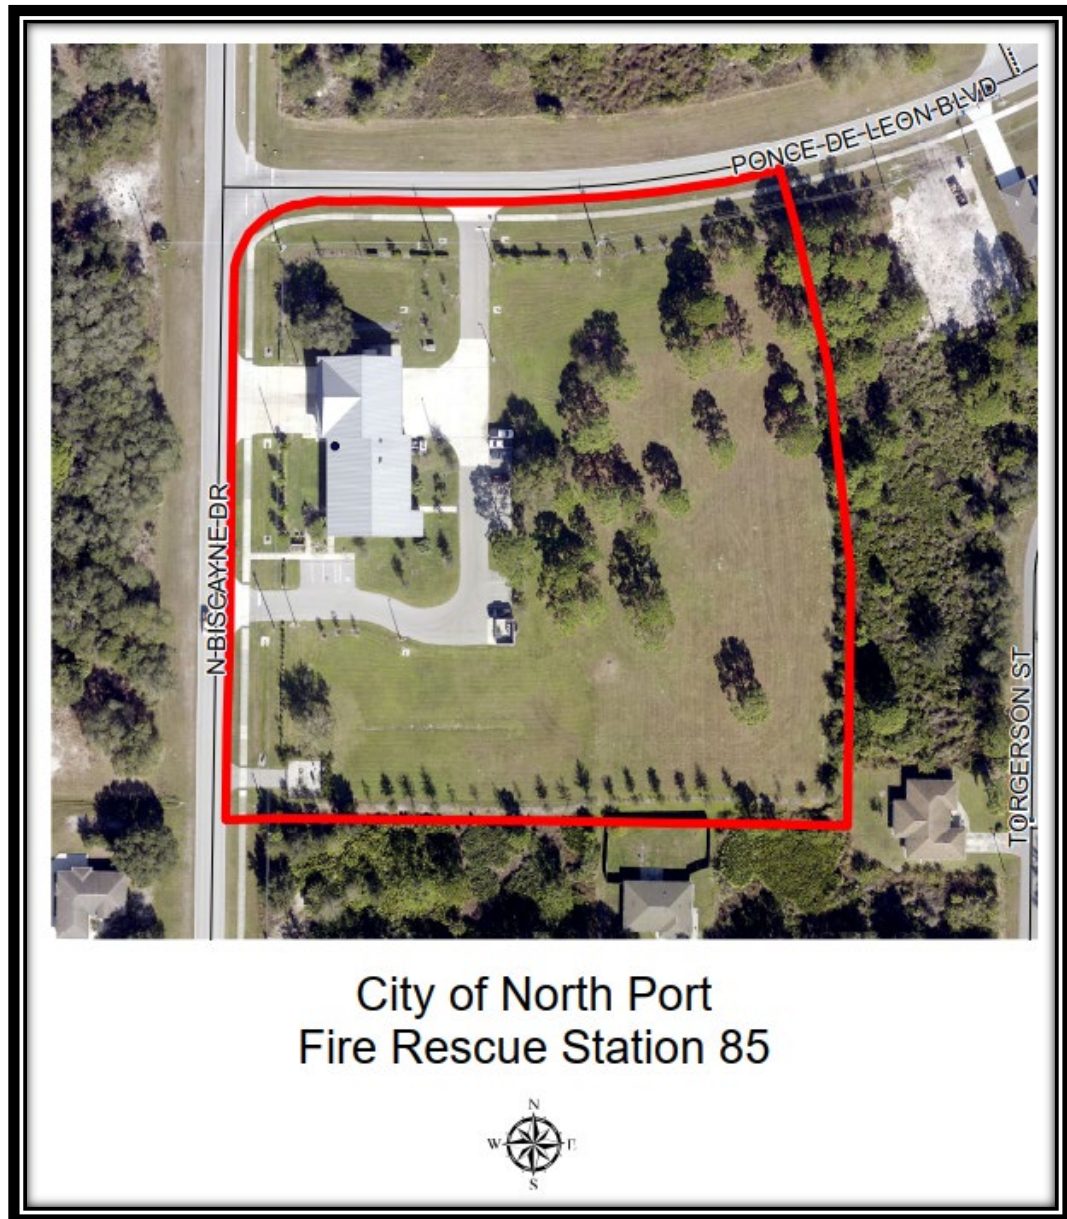 PONCE-DE-LEON-BLVD
N-BISCAYNE-DR
TORGERSON ST
City of North Port
Fire Rescue Station 85
N
W E
S